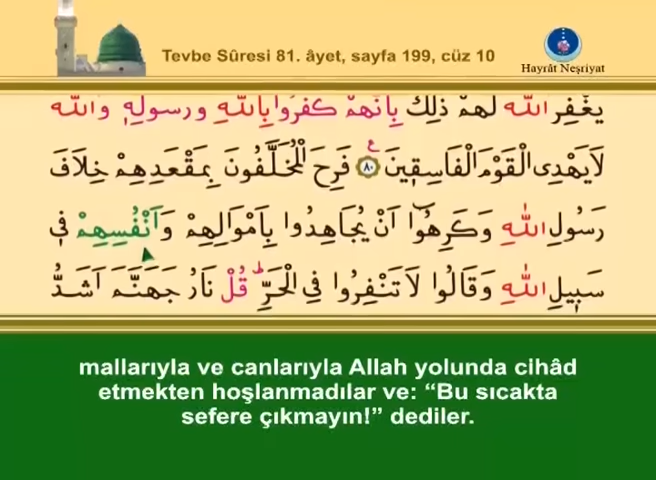 Tevbe Sûresi 81. âyet, sayfa 199, cüz 10
Hayrât Neşriyat
يَغْفِرَ اللّٰهُ لَهُمْ ذٰلِكَ بِاَنَّهُمْ كَفَرُوا بِاللّٰهِ وَرَسُولِهٖ وَاللّٰهُ
لَا يَهْدِى الْقَوْمَ الْفَاسِقٖينَ ع ٨٠ فَرِحَ الْمُخَلَّفُونَ بِمَقْعَدِهِمْ خِلَافَ
رَسُولِ اللّٰهِ وَكَرِهُٓوا اَنْ يُجَاهِدُوا بِاَمْوَالِهِمْ وَاَنْفُسِهِمْ فٖى
سَبٖيلِ اللّٰهِ وَقَالُوا لَا تَنْفِرُوا فِى الْحَرِّ ط قُلْ نَارُ جَهَنَّمَ اَشَدُّ
mallarıyla ve canlarıyla Allah yolunda cihâd
etmekten hoşlanmadılar ve: “Bu sıcakta
sefere çıkmayın!” dediler.